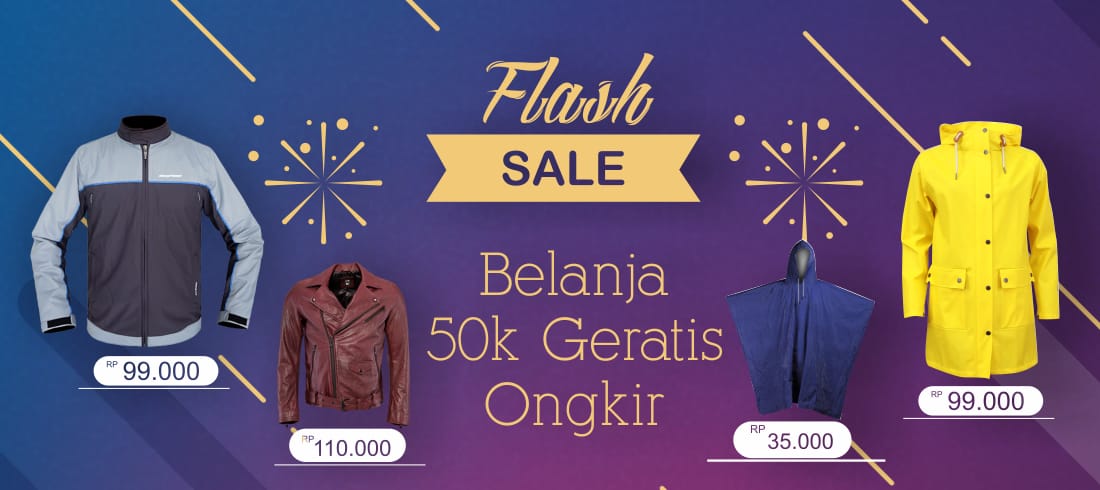 Flash
SALE
Belanja
50k Geratis
Ongkir
RP 99.000
RP 110.000
RP 35.000
RP 99.000